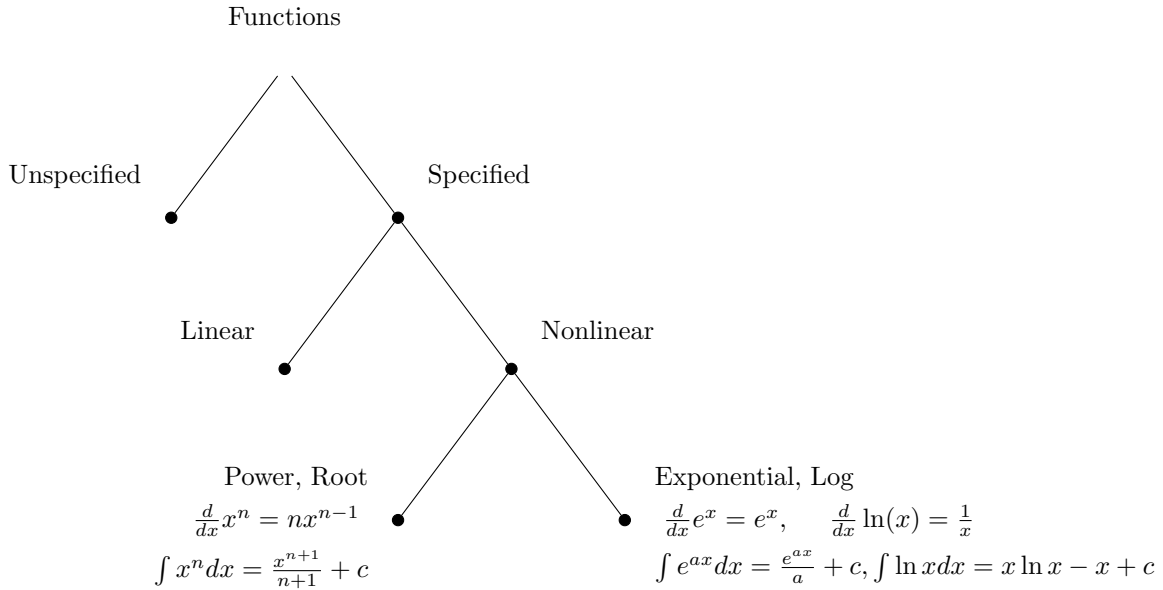 Functions
Unspecified
Specified
Linear
Nonlinear
Power, Root
d/dx x^n = nx^{n−1}
∫ x^n dx = x^{n+1}/n+1 + c
Exponential, Log
d/dx e^x = e^x, d/dx ln(x) = 1/x
∫ e^{ax} dx = e^{ax}/a + c, ∫ ln xdx = x ln x − x + c